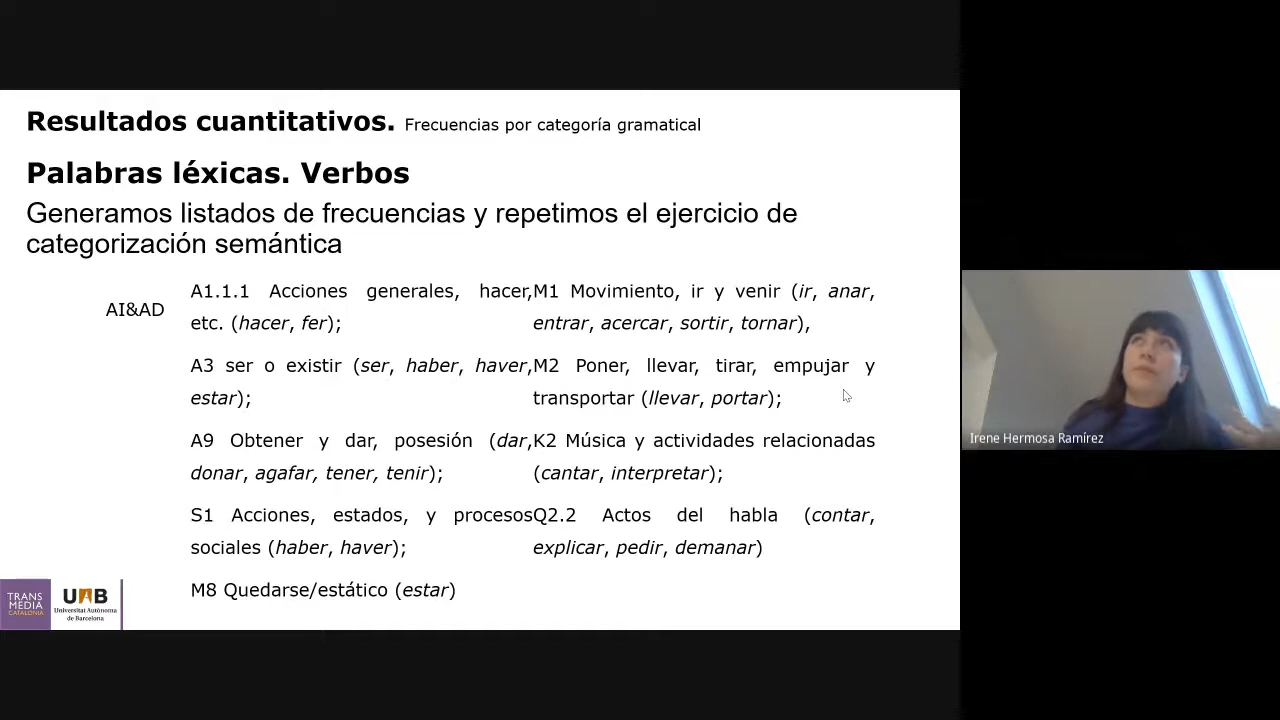 Resultados cuantitativos. Frecuencias por categoría gramatical
Palabras léxicas. Verbos
Generamos listados de frecuencias y repetimos el ejercicio de
categorización semántica
AI&AD
A1.1.1 Acciones generales, hacer,
etc. (hacer, fer);
A3 ser o existir (ser, haber, haver,
estar);
A9 Obtener y dar, posesión (dar,
donar, agafar, tener, tenir);
S1 Acciones, estados, y procesos
sociales (haber, haver);
M8 Quedarse/estático (estar)
M1 Movimiento, ir y venir (ir, anar,
entrar, acercar, sortir, tornar),
M2 Poner, llevar, tirar, empujar y
transportar (llevar, portar);
K2 Música y actividades relacionadas
(cantar, interpretar);
Q2.2 Actos del habla (contar,
explicar, pedir, demanar)
TRANS
MEDIA
CATALONIA
UAB
Universitat Autònoma
de Barcelona
Irene Hermosa Ramírez